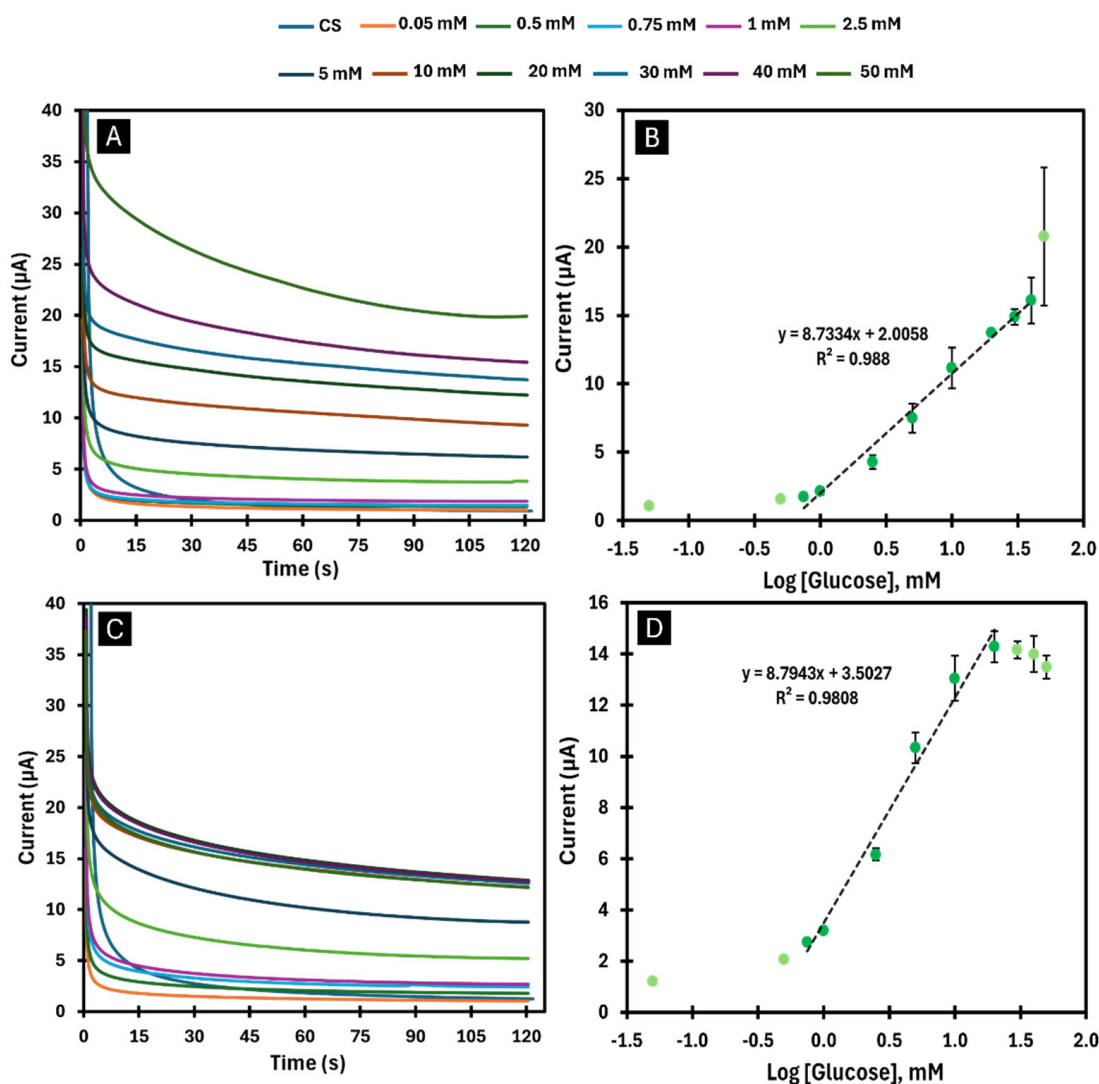 CS 0.05 mM 0.5 mM 0.75 mM 1 mM 2.5 mM
5 mM 10 mM 20 mM 30 mM 40 mM 50 mM
A
40
35
30
25
20
15
10
5
0
Current (µA)
0 15 30 45 60 75 90 105 120
Time (s)
B
30
25
20
15
10
5
0
Current (µA)
y = 8.7334x + 2.0058
R² = 0.988
-1.5 -1.0 -0.5 0.0 0.5 1.0 1.5 2.0
Log [Glucose], mM
C
40
35
30
25
20
15
10
5
0
Current (µA)
0 15 30 45 60 75 90 105 120
Time (s)
D
16
14
12
10
8
6
4
2
0
Current (µA)
y = 8.7943x + 3.5027
R² = 0.9808
-1.5 -1.0 -0.5 0.0 0.5 1.0 1.5 2.0
Log [Glucose], mM